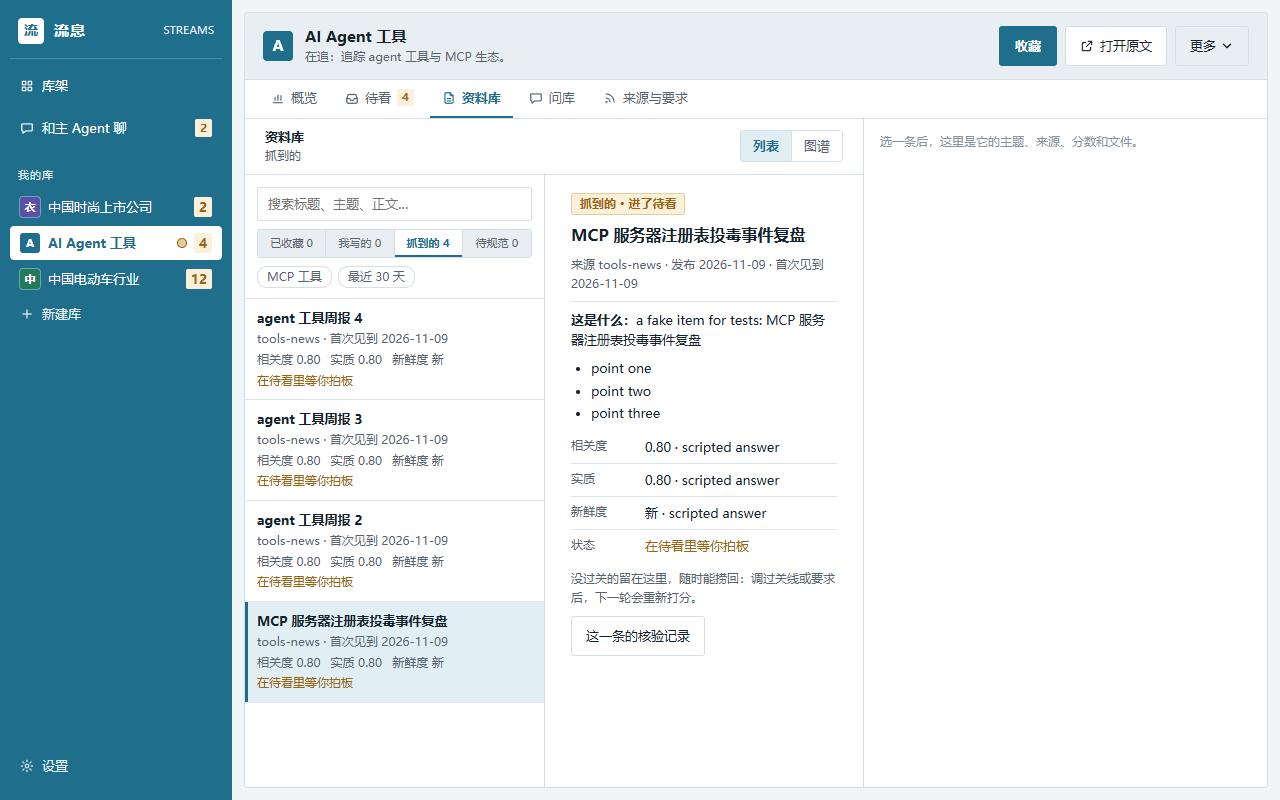 流 流息 STREAMS
库架
和主 Agent 聊 2
我的库
衣 中国时尚上市公司 2
A AI Agent 工具 4
申 中国电动车行业 12
新建库
设置
A AI Agent 工具
在追：追踪 agent 工具与 MCP 生态。
收藏 打开原文 更多
概览 待看 4 资料库 问库 来源与要求
资料库
抓到的
列表 图谱
搜索标题、主题、正文...
已收藏 0 我写的 0 抓到的 4 待规范 0
MCP 工具 最近 30 天
agent 工具周报 4
tools-news · 首次见到 2026-11-09
相关度 0.80 实质 0.80 新鲜度 新
在待看里等你拍板
agent 工具周报 3
tools-news · 首次见到 2026-11-09
相关度 0.80 实质 0.80 新鲜度 新
在待看里等你拍板
agent 工具周报 2
tools-news · 首次见到 2026-11-09
相关度 0.80 实质 0.80 新鲜度 新
在待看里等你拍板
MCP 服务器注册表投毒事件复盘
tools-news · 首次见到 2026-11-09
相关度 0.80 实质 0.80 新鲜度 新
在待看里等你拍板
抓到的 · 进了待看
MCP 服务器注册表投毒事件复盘
来源 tools-news · 发布 2026-11-09 · 首次见到
2026-11-09
这是什么：a fake item for tests: MCP 服务
器注册表投毒事件复盘
• point one
• point two
• point three
相关度 0.80 · scripted answer
实质 0.80 · scripted answer
新鲜度 新 · scripted answer
状态 在待看里等你拍板
没过关的留在这里，随时能捞回：调过关线或要求
后，下一轮会重新打分。
这一条的核验记录
选一条后，这里是它的主题、来源、分数和文件。